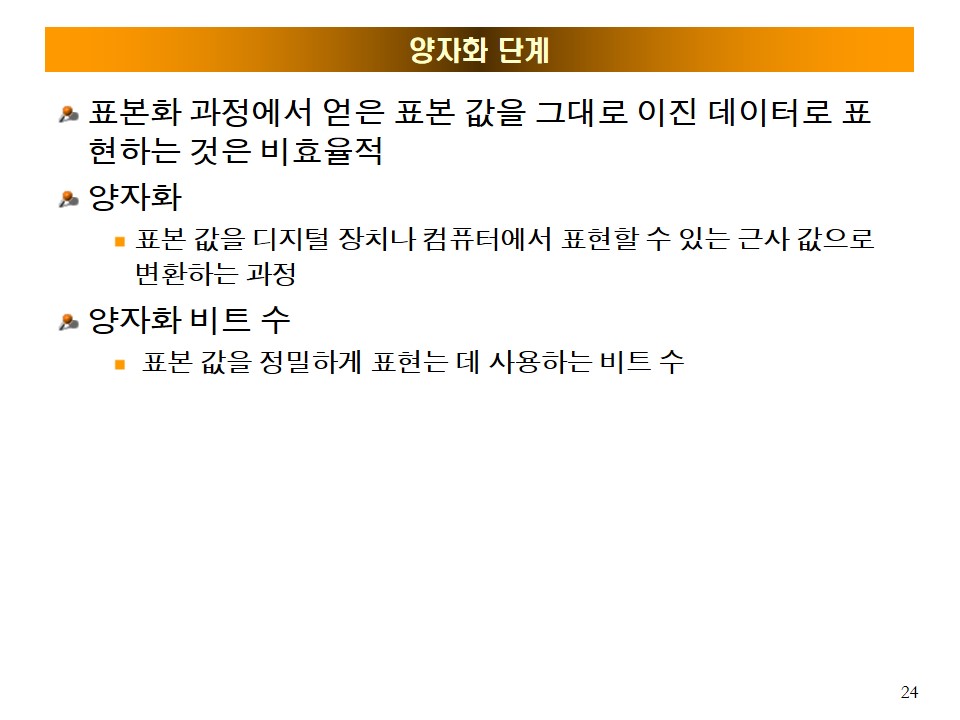 양자화 단계
표본화 과정에서 얻은 표본 값을 그대로 이진 데이터로 표
현하는 것은 비효율적
양자화
표본 값을 디지털 장치나 컴퓨터에서 표현할 수 있는 근사 값으로
변환하는 과정
양자화 비트 수
표본 값을 정밀하게 표현는 데 사용하는 비트 수
24